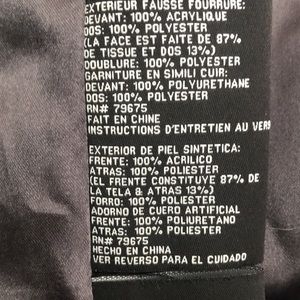 EXTERIEUR FAUSSE FOURRURE:
DEVANT: 100% ACRYLIQUE
DOS: 100% POLYESTER
(LA FACE EST FAITE DE 87%
DE TISSUE ET DOS 13%)
DOUBLURE: 100% POLYESTER
GARNITURE EN SIMILI CUIR:
DEVANT: 100% POLYURETHANE
DOS: 100% POLYESTER
RN# 79675
FAIT EN CHINE
INSTRUCTIONS D'ENTRETIEN AU VERS
EXTERIOR DE PIEL SINTETICA:
FRENTE: 100% ACRILICO
ATRAS: 100% POLIESTER
(EL FRENTE CONSTITUYE 87% DE
LA TELA & ATRAS 13%)
FORRO: 100% POLIESTER
ADORNO DE CUERO ARTIFICIAL
FRENTE: 100% POLIURETANO
ATRAS: 100% POLIESTER
RN# 79675
HECHO EN CHINA
VER REVERSO PARA EL CUIDADO